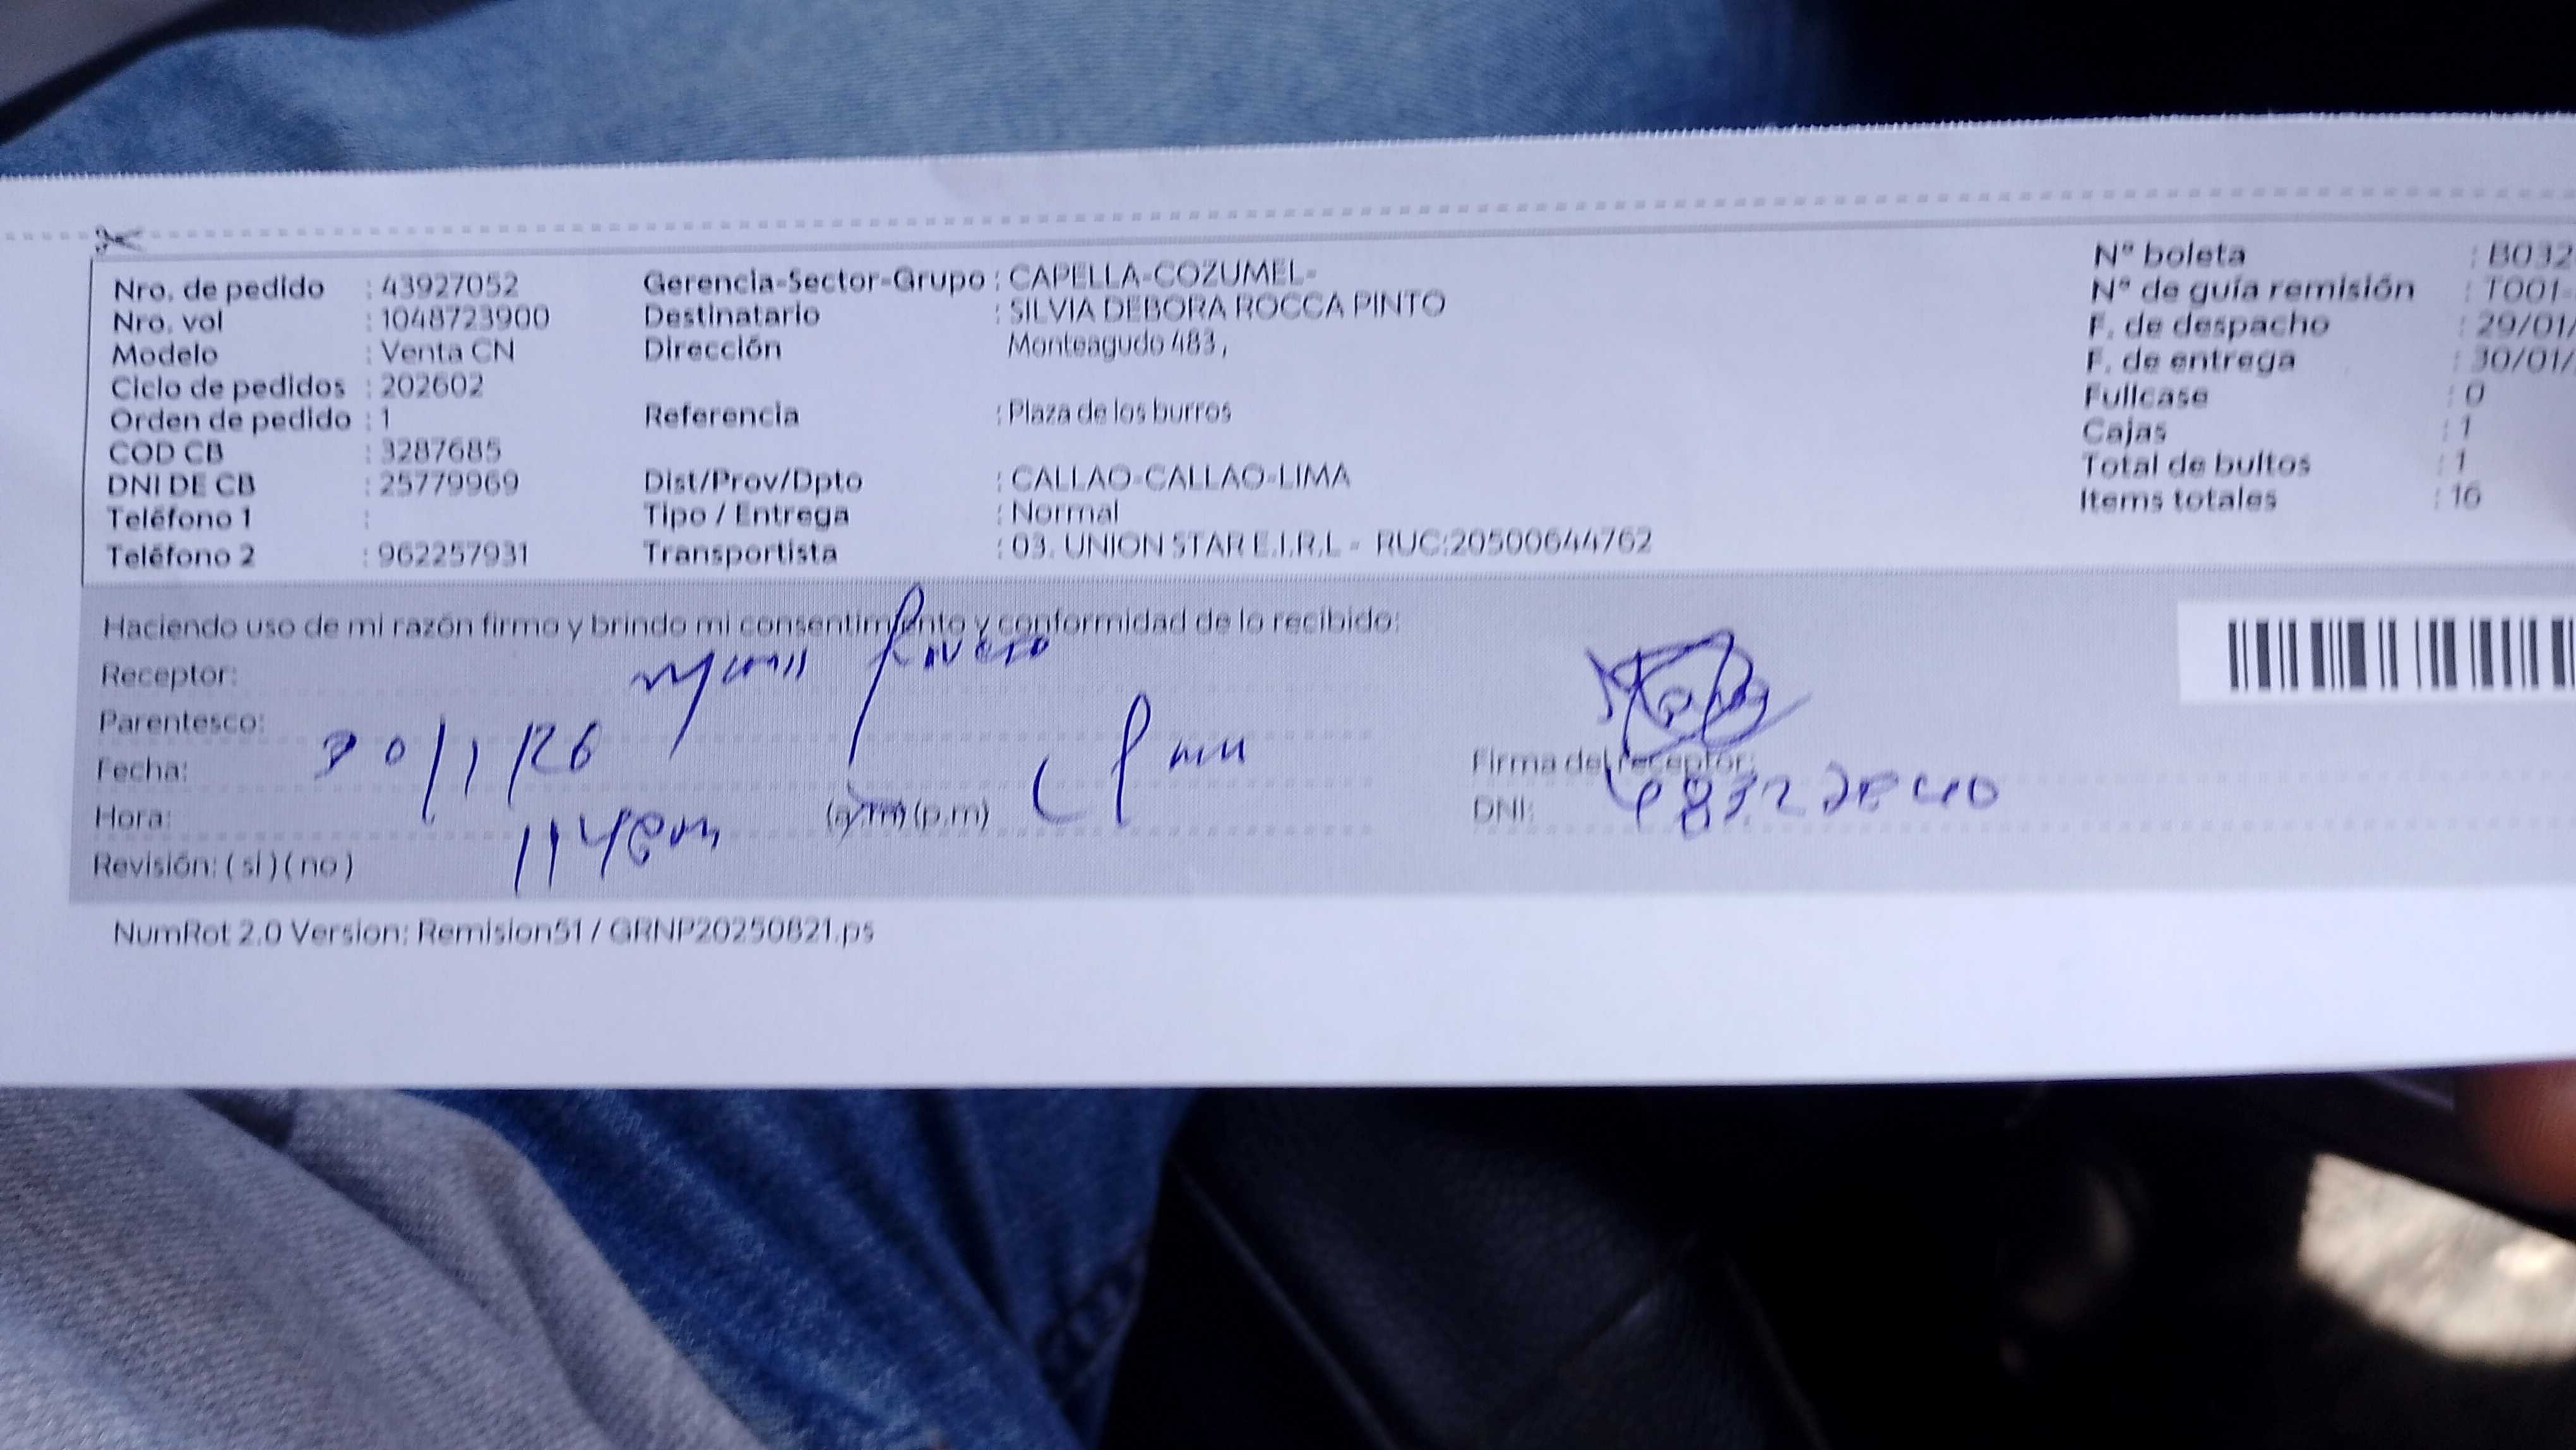 Nro. de pedido : 43927052 Gerencia-Sector-Grupo : CAPELLA-COZUMEL- N° boleta : B032
Nro. vol : 1048723900 Destinatario : SILVIA DEBORA ROCCA PINTO N° de guía remisión : T001-
Modelo : Venta CN Dirección Monteagudo 483, F. de despacho : 29/01/
Ciclo de pedidos : 202602 F. de entrega : 30/01/
Orden de pedido : 1 Referencia : Plaza de los burros Fullcase : 0
COD CB : 3287685 Cajas : 1
DNI DE CB : 25779969 Dist/Prov/Dpto : CALLAO-CALLAO-LIMA Total de bultos : 1
Teléfono 1 : Tipo / Entrega : Normal Items totales : 16
Teléfono 2 : 962257931 Transportista : 03. UNION STAR E.I.R.L - RUC:20500644762
Haciendo uso de mi razón firmo y brindo mi consentimiento y conformidad de lo recibido:
Receptor:
Parentesco:
Fecha: 30/1/26 Firma del receptor:
Hora: (a.m) (p.m) DNI:
Revisión: ( si ) ( no )
NumRot 2.0 Version: Remision51 / GRNP20250821.ps